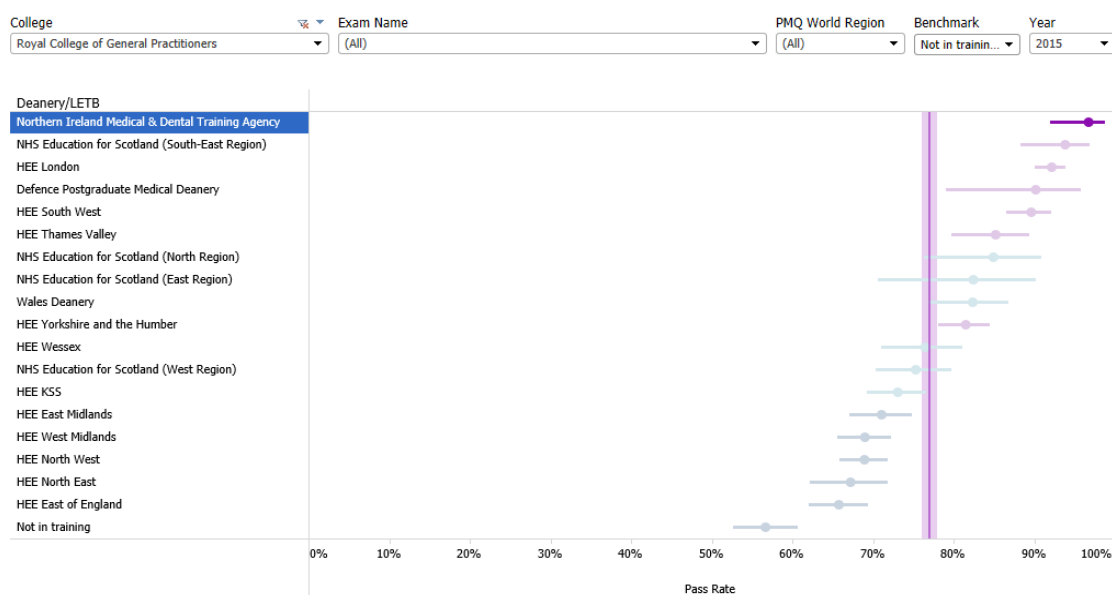 College Exam Name PMQ World Region Benchmark Year
Royal College of General Practitioners (All) (All) Not in trainin... 2015
Deanery/LETB
Northern Ireland Medical & Dental Training Agency
NHS Education for Scotland (South-East Region)
HEE London
Defence Postgraduate Medical Deanery
HEE South West
HEE Thames Valley
NHS Education for Scotland (North Region)
NHS Education for Scotland (East Region)
Wales Deanery
HEE Yorkshire and the Humber
HEE Wessex
NHS Education for Scotland (West Region)
HEE KSS
HEE East Midlands
HEE West Midlands
HEE North West
HEE North East
HEE East of England
Not in training
0% 10% 20% 30% 40% 50% 60% 70% 80% 90% 100%
Pass Rate